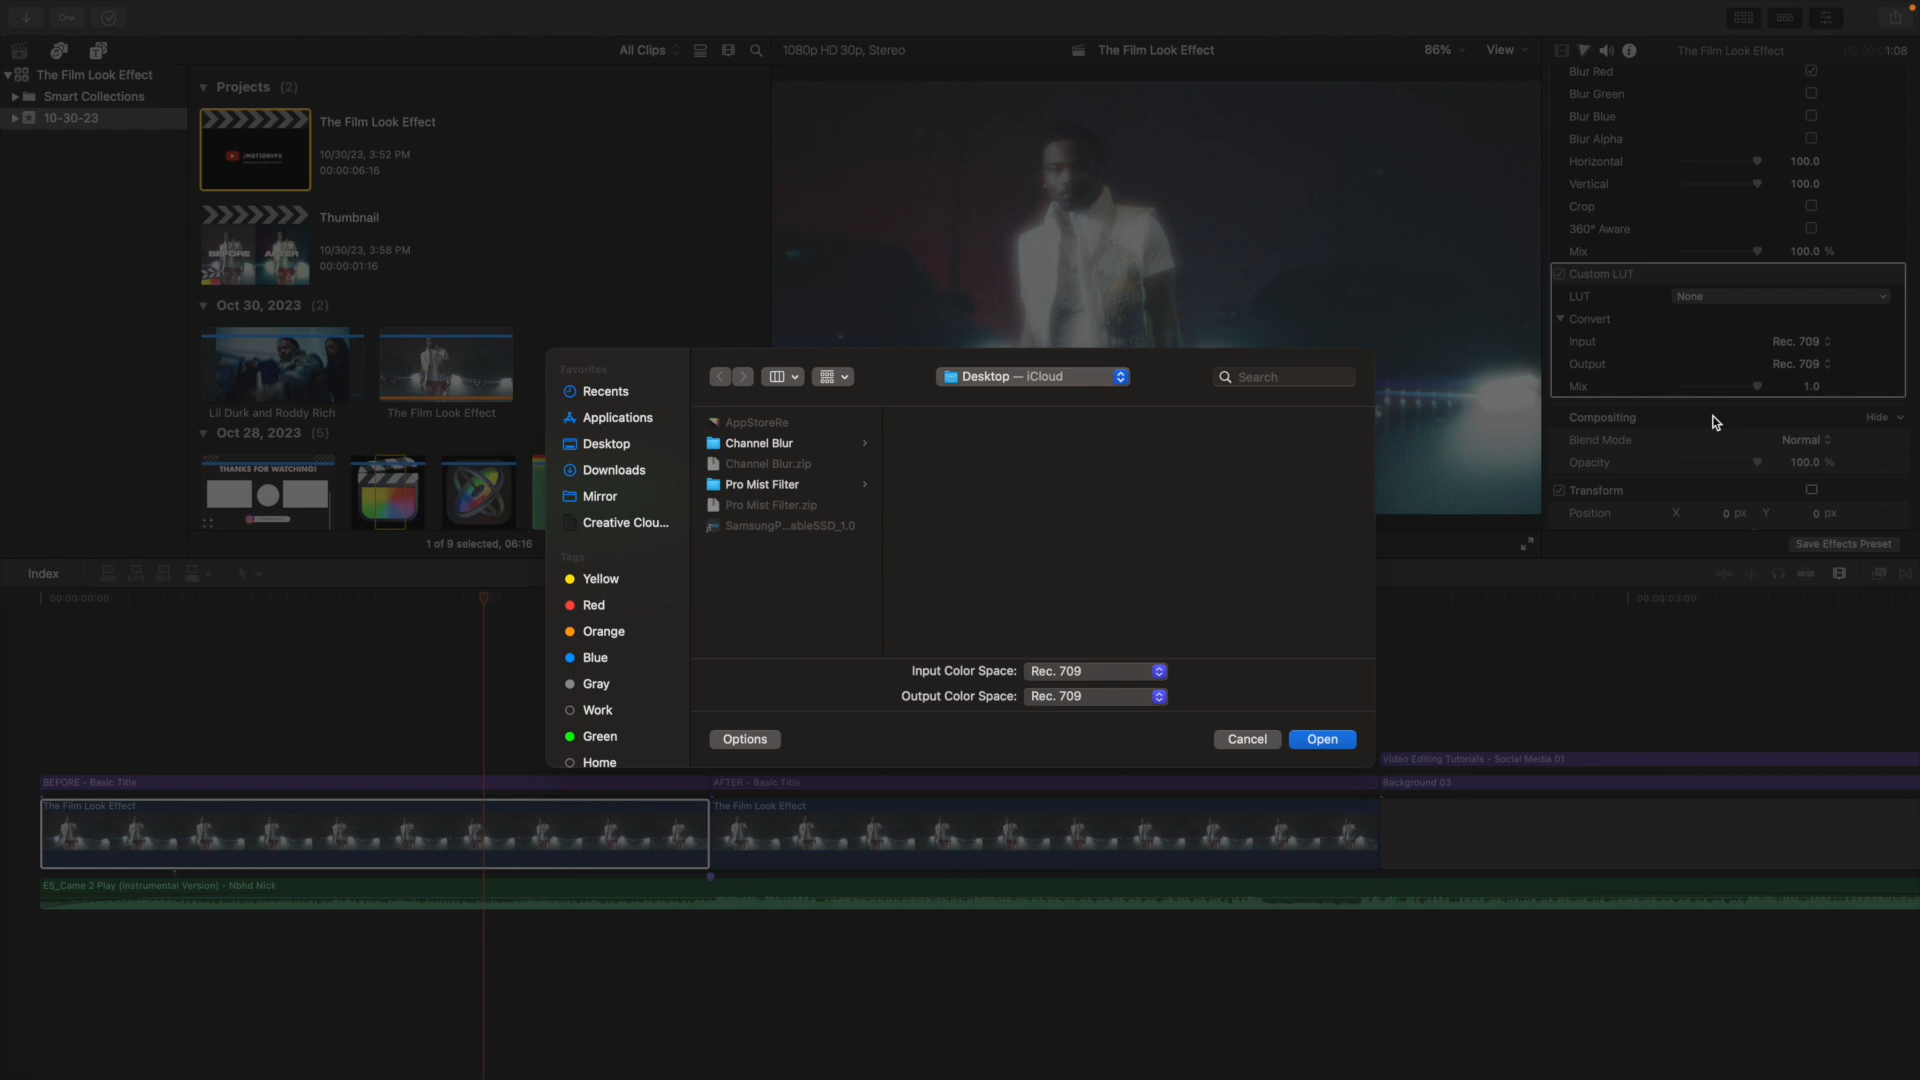 All Clips
1080p HD 30p, Stereo
The Film Look Effect
86%
View
The Film Look Effect
1:08
The Film Look Effect
Smart Collections
10-30-23
Projects (2)
The Film Look Effect
10/30/23, 3:52 PM
00:00:06:16
/MOTIONVFX
Thumbnail
10/30/23, 3:58 PM
00:00:01:16
BEFORE
AFTER
Oct 30, 2023 (2)
Lil Durk and Roddy Rich
The Film Look Effect
Oct 28, 2023 (5)
THANKS FOR WATCHING!
1 of 9 selected, 06:16
Blur Red
Blur Green
Blur Blue
Blur Alpha
Horizontal 100.0
Vertical 100.0
Crop
360° Aware
Mix 100.0 %
Custom LUT
LUT None
Convert
Input Rec. 709
Output Rec. 709
Mix 1.0
Compositing Hide
Blend Mode Normal
Opacity 100.0 %
Transform
Position X 0 px Y 0 px
Save Effects Preset
Favorites
Recents
Applications
Desktop
Downloads
Mirror
Creative Clou...
Tags
Yellow
Red
Orange
Blue
Gray
Work
Green
Home
Desktop — iCloud
Search
AppStoreRe
Channel Blur
Channel Blur.zip
Pro Mist Filter
Pro Mist Filter.zip
SamsungP...ableSSD_1.0
Input Color Space: Rec. 709
Output Color Space: Rec. 709
Options
Cancel
Open
Index
00:00:00:00
00:00:03:00
Video Editing Tutorials - Social Media 01
BEFORE - Basic Title
AFTER - Basic Title
Background 03
The Film Look Effect
The Film Look Effect
ES_Came 2 Play (Instrumental Version) - Nbhd Nick